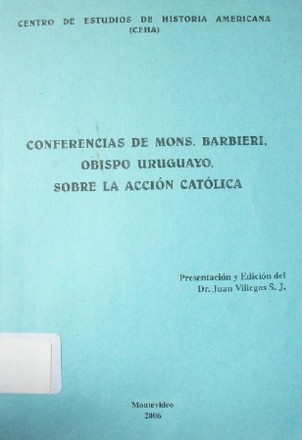 CENTRO DE ESTUDIOS DE HISTORIA AMERICANA
(CEHA)
CONFERENCIAS DE MONS. BARBIERI,
OBISPO URUGUAYO,
SOBRE LA ACCIÓN CATÓLICA
Presentación y Edición del
Dr. Juan Villegas S. J.
Montevideo
2006